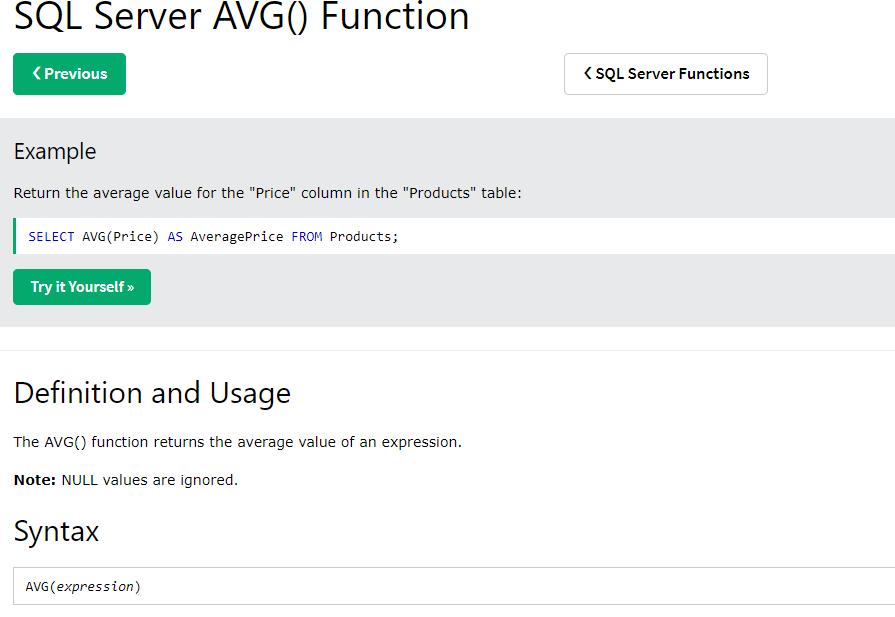 SQL Server AVG() Function
❮ Previous
❮ SQL Server Functions
Example
Return the average value for the "Price" column in the "Products" table:
SELECT AVG(Price) AS AveragePrice FROM Products;
Try it Yourself »
Definition and Usage
The AVG() function returns the average value of an expression.
Note: NULL values are ignored.
Syntax
AVG(expression)